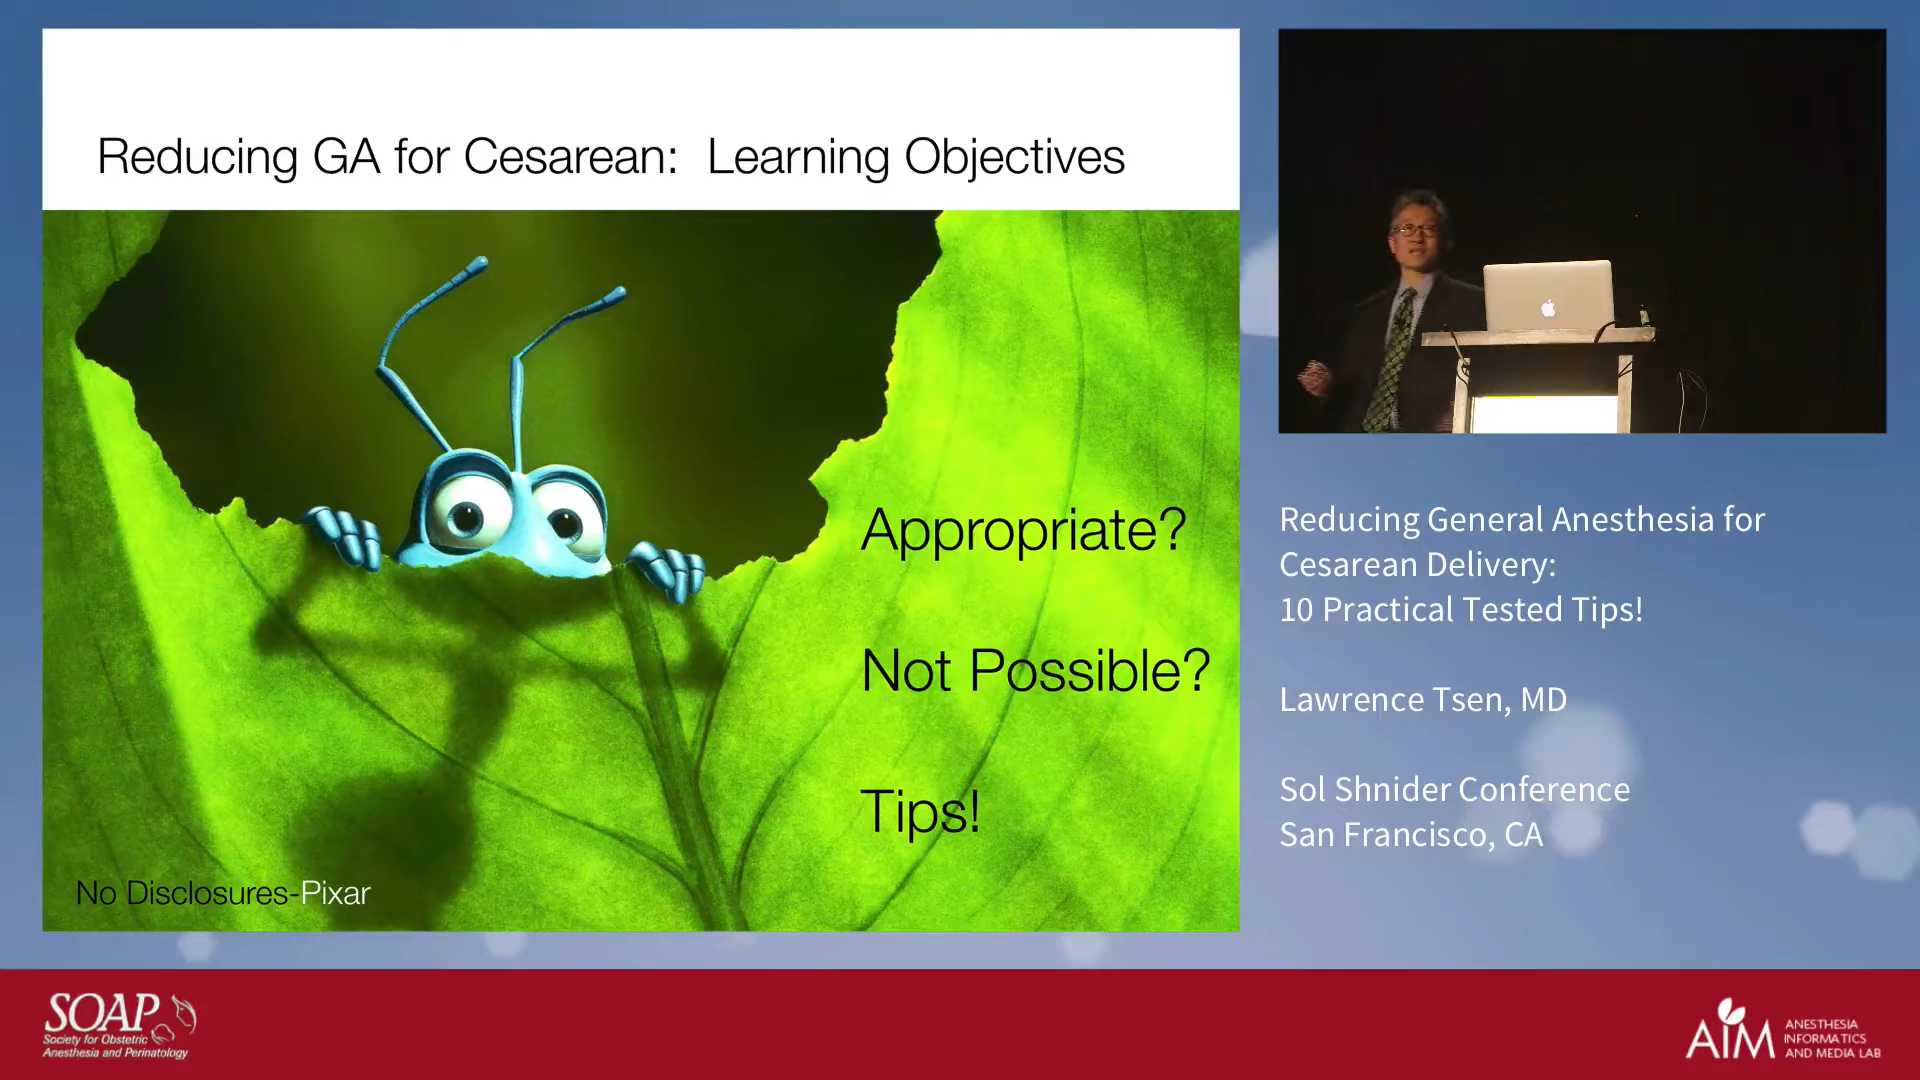 Reducing GA for Cesarean: Learning Objectives
Appropriate?
Not Possible?
Tips!
No Disclosures-Pixar
Reducing General Anesthesia for
Cesarean Delivery:
10 Practical Tested Tips!
Lawrence Tsen, MD
Sol Shnider Conference
San Francisco, CA
SOAP
Society for Obstetric
Anesthesia and Perinatology
AIM
ANESTHESIA
INFORMATICS
AND MEDIA LAB